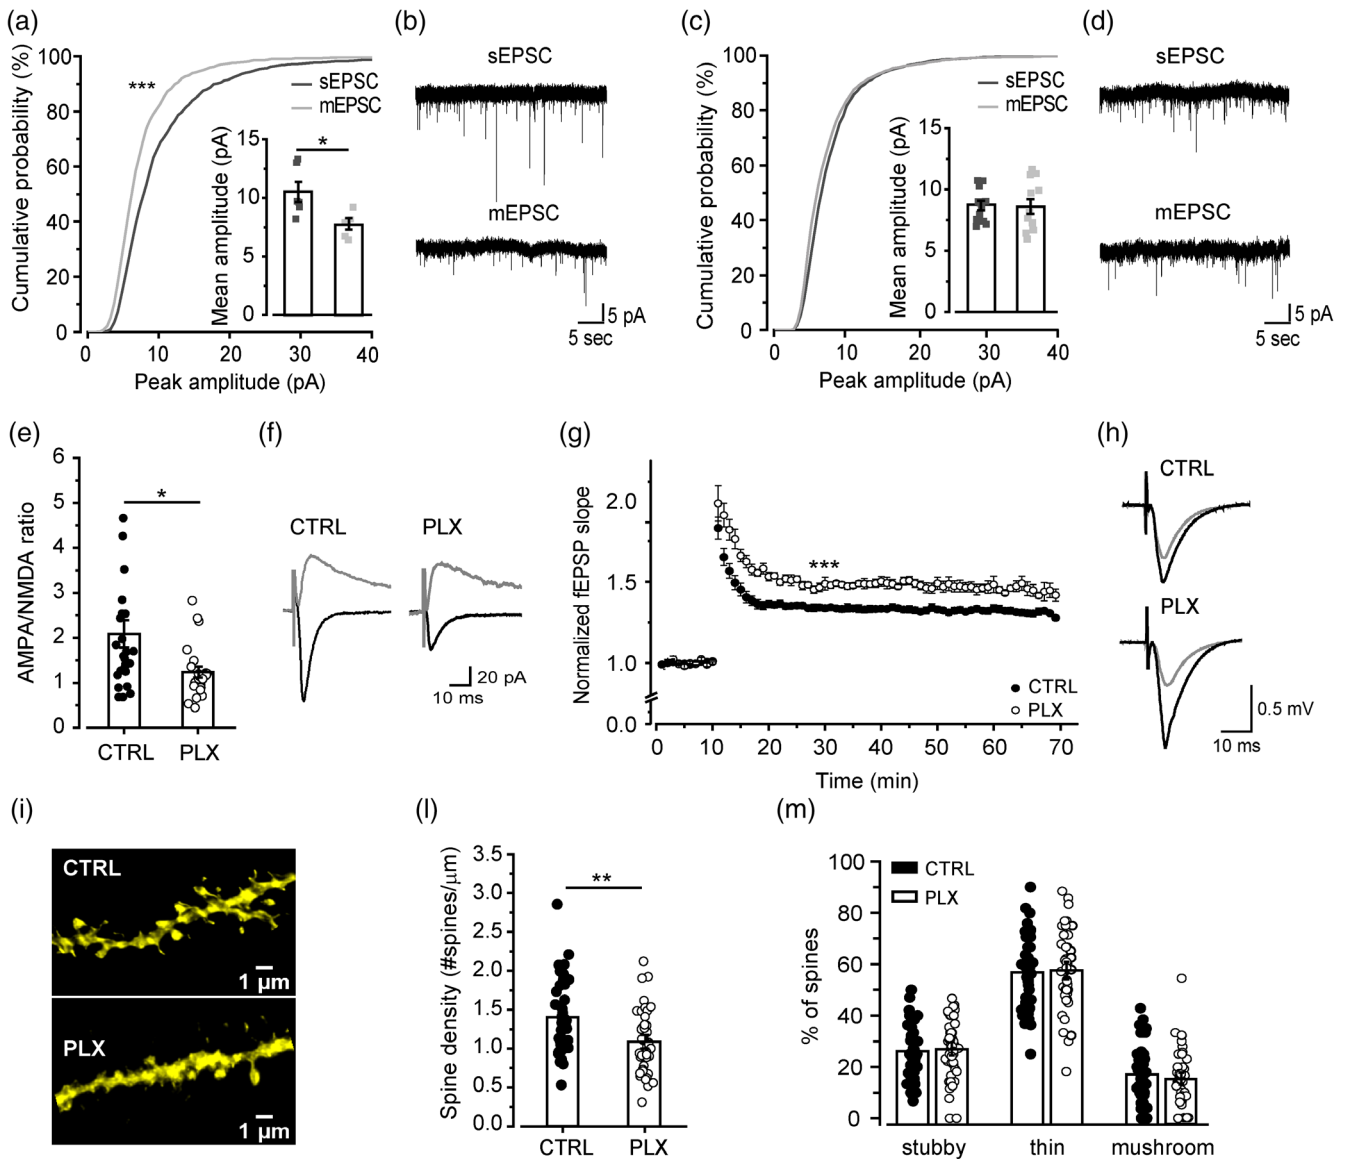 (a)
Cumulative probability (%)
100
80
60
40
20
0
0 10 20 30 40
Peak amplitude (pA)
***
sEPSC
mEPSC
Mean amplitude (pA)
15
10
5
0
*
(b)
sEPSC
mEPSC
5 pA
5 sec
(c)
Cumulative probability (%)
100
80
60
40
20
0
0 10 20 30 40
Peak amplitude (pA)
sEPSC
mEPSC
Mean amplitude (pA)
15
10
5
0
(d)
sEPSC
mEPSC
5 pA
5 sec
(e)
AMPA/NMDA ratio
6
5
4
3
2
1
0
*
CTRL PLX
(f)
CTRL PLX
20 pA
10 ms
(g)
Normalized fEPSP slope
2.0
1.5
1.0
0.0
***
CTRL
PLX
0 10 20 30 40 50 60 70
Time (min)
(h)
CTRL
PLX
0.5 mV
10 ms
(i)
CTRL
1 μm
PLX
1 μm
(l)
Spine density (#spines/μm)
3.5
3.0
2.5
2.0
1.5
1.0
0.5
0.0
**
CTRL PLX
(m)
% of spines
100
80
60
40
20
0
CTRL
PLX
stubby thin mushroom